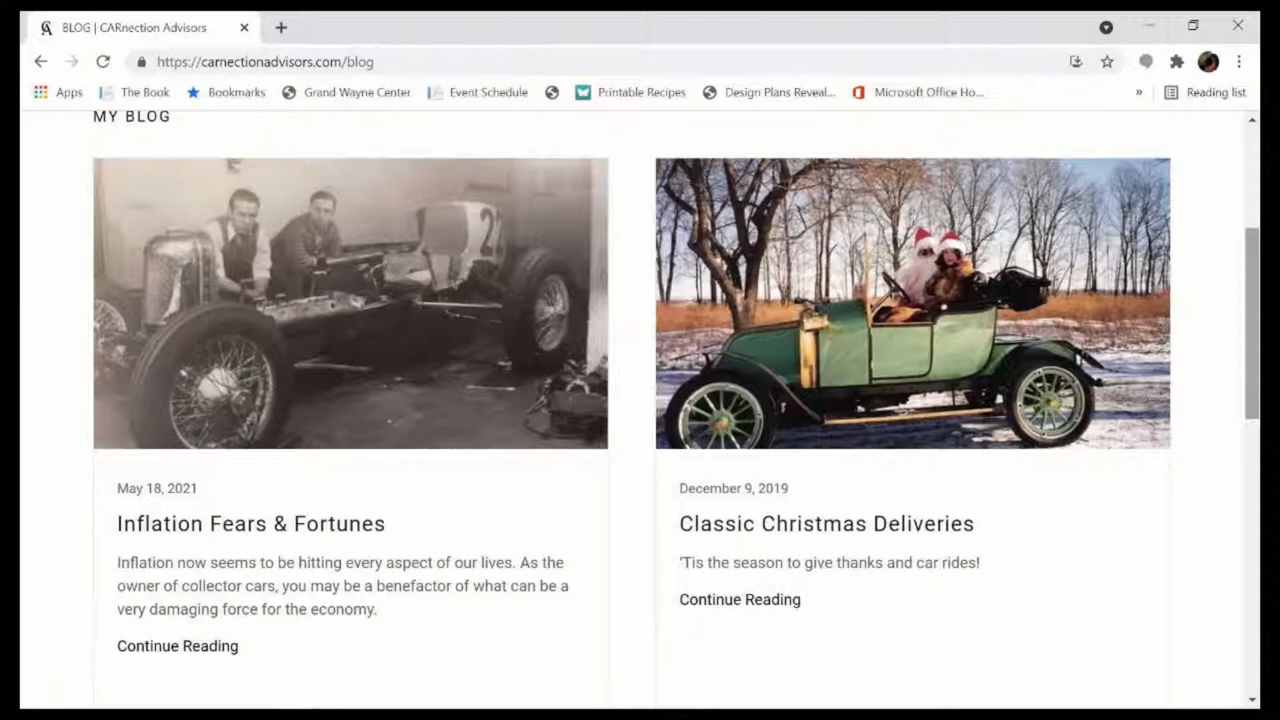 BLOG | CARnection Advisors
https://carnectionadvisors.com/blog
Apps The Book Bookmarks Grand Wayne Center Event Schedule Printable Recipes Design Plans Reveal... Microsoft Office Ho... » Reading list
MY BLOG
2
May 18, 2021
Inflation Fears & Fortunes
Inflation now seems to be hitting every aspect of our lives. As the
owner of collector cars, you may be a benefactor of what can be a
very damaging force for the economy.
Continue Reading
December 9, 2019
Classic Christmas Deliveries
'Tis the season to give thanks and car rides!
Continue Reading